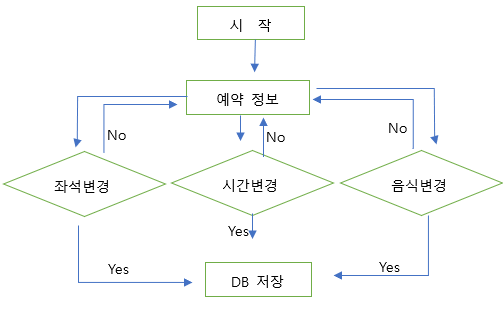 시 작
예약 정보
No
No
No
좌석변경
시간변경
음식변경
Yes
Yes
Yes
DB 저장